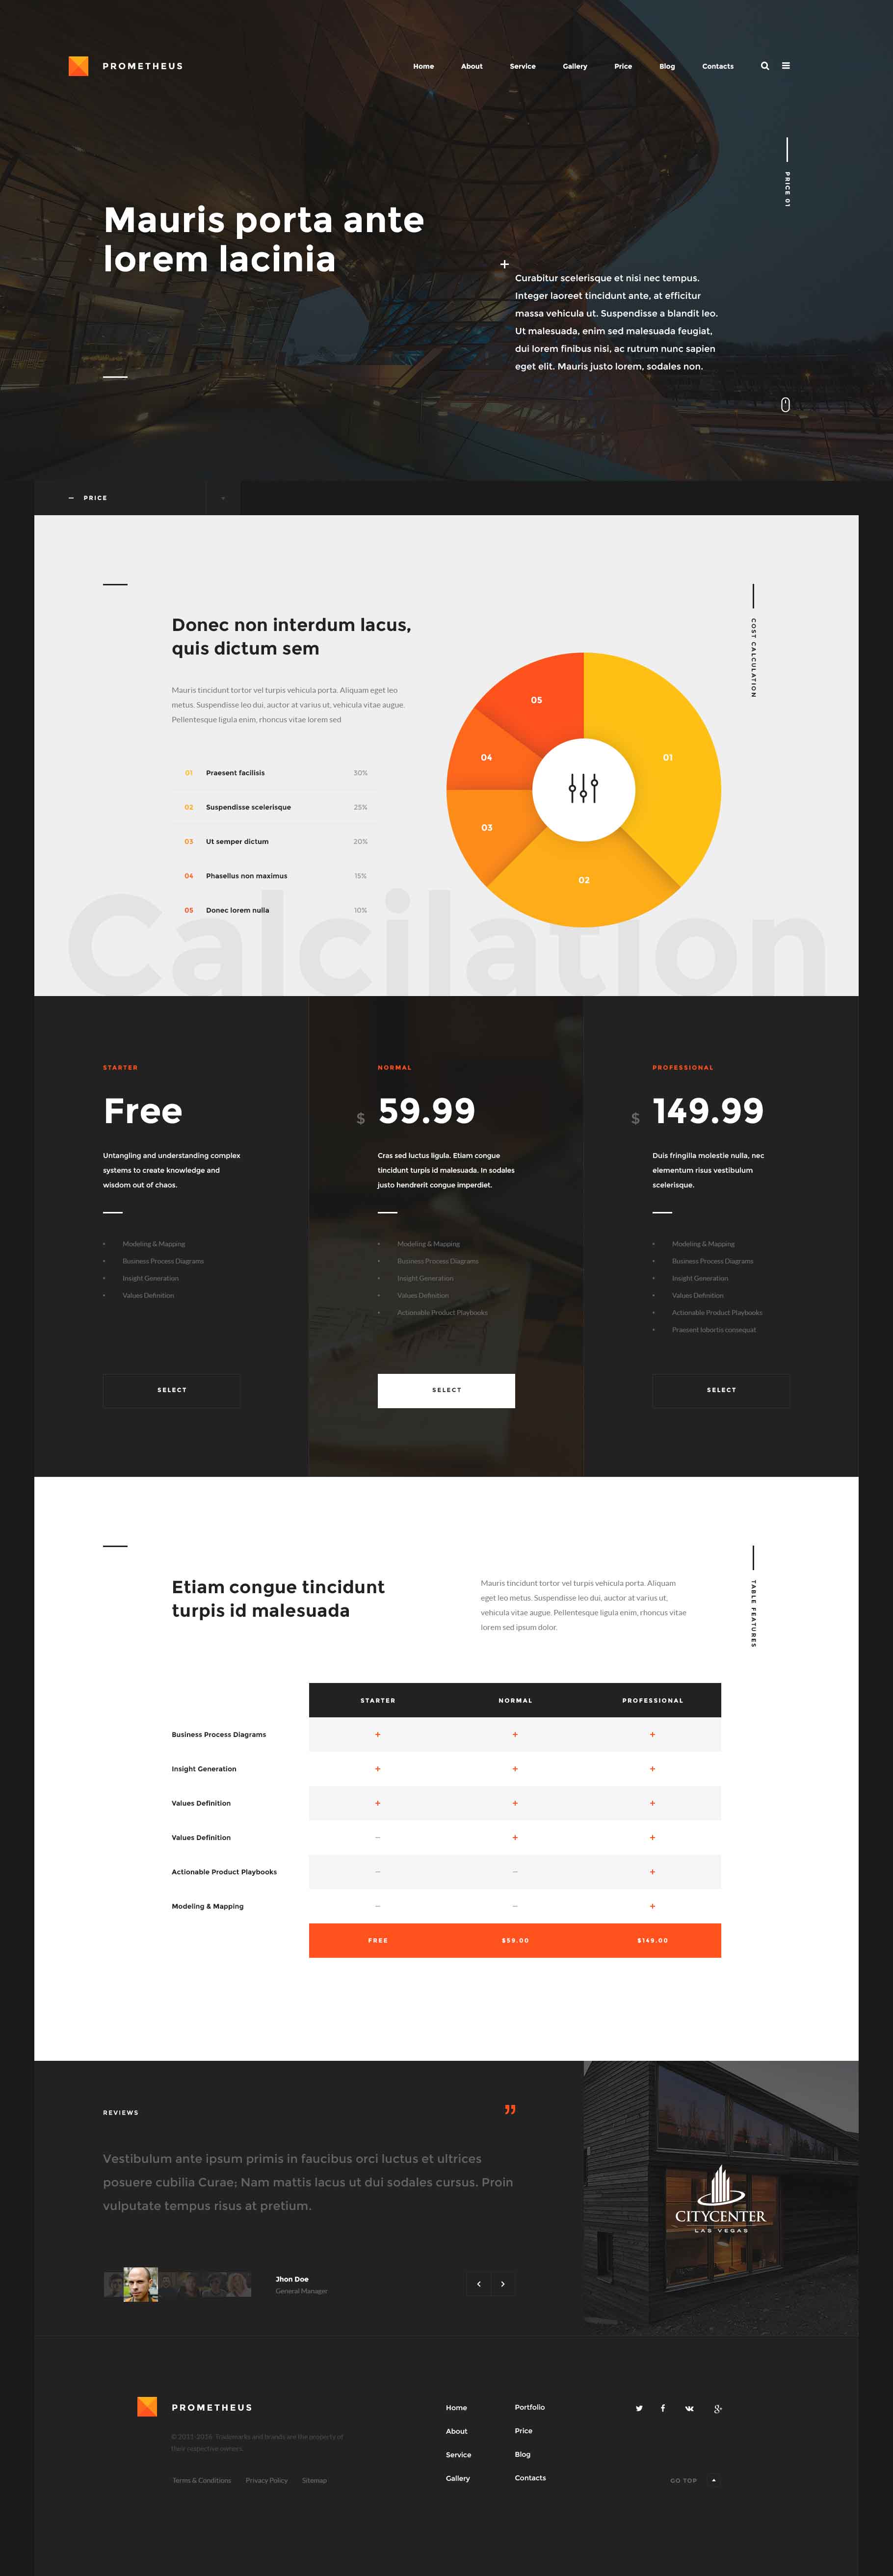 PROMETHEUS
Home About Service Gallery Price Blog Contacts
PRICE 01
Mauris porta ante
lorem lacinia
+
Curabitur scelerisque et nisi nec tempus.
Integer laoreet tincidunt ante, at efficitur
massa vehicula ut. Suspendisse a blandit leo.
Ut malesuada, enim sed malesuada feugiat,
dui lorem finibus nisi, ac rutrum nunc sapien
eget elit. Mauris justo lorem, sodales non.
PRICE
COST CALCULATION
Donec non interdum lacus,
quis dictum sem
Mauris tincidunt tortor vel turpis vehicula porta. Aliquam eget leo
metus. Suspendisse leo dui, auctor at varius ut, vehicula vitae augue.
Pellentesque ligula enim, rhoncus vitae lorem sed
01 Praesent facilisis 30%
02 Suspendisse scelerisque 25%
03 Ut semper dictum 20%
04 Phasellus non maximus 15%
05 Donec lorem nulla 10%
05
01
04
03
02
Calcilation
STARTER
Free
Untangling and understanding complex
systems to create knowledge and
wisdom out of chaos.
Modeling & Mapping
Business Process Diagrams
Insight Generation
Values Definition
SELECT
NORMAL
$ 59.99
Cras sed luctus ligula. Etiam congue
tincidunt turpis id malesuada. In sodales
justo hendrerit congue imperdiet.
Modeling & Mapping
Business Process Diagrams
Insight Generation
Values Definition
Actionable Product Playbooks
SELECT
PROFESSIONAL
$ 149.99
Duis fringilla molestie nulla, nec
elementum risus vestibulum
scelerisque.
Modeling & Mapping
Business Process Diagrams
Insight Generation
Values Definition
Actionable Product Playbooks
Praesent lobortis consequat
SELECT
TABLE FEATURES
Etiam congue tincidunt
turpis id malesuada
Mauris tincidunt tortor vel turpis vehicula porta. Aliquam
eget leo metus. Suspendisse leo dui, auctor at varius ut,
vehicula vitae augue. Pellentesque ligula enim, rhoncus vitae
lorem sed ipsum dolor.
STARTER NORMAL PROFESSIONAL
Business Process Diagrams + + +
Insight Generation + + +
Values Definition + + +
Values Definition – + +
Actionable Product Playbooks – – +
Modeling & Mapping – – +
FREE $59.00 $149.00
REVIEWS
”
Vestibulum ante ipsum primis in faucibus orci luctus et ultrices
posuere cubilia Curae; Nam mattis lacus ut dui sodales cursus. Proin
vulputate tempus risus at pretium.
Jhon Doe
General Manager
CITYCENTER
LAS VEGAS
PROMETHEUS
© 2015-2016. Trademarks and brands are the property of
their respective owners.
Terms & Conditions Privacy Policy Sitemap
Home
About
Service
Gallery
Portfolio
Price
Blog
Contacts
GO TOP